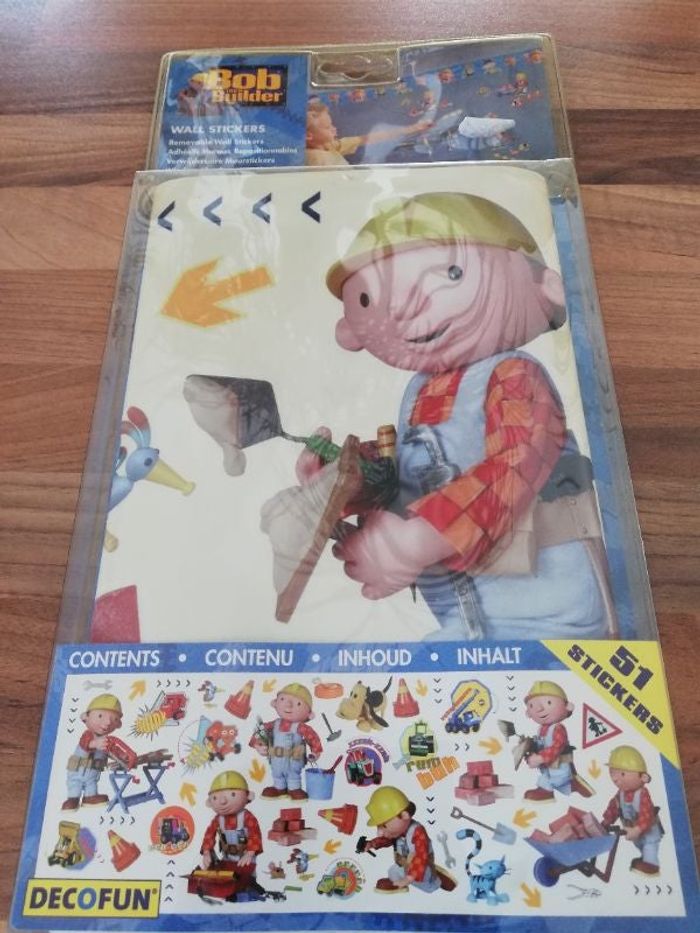 Bob
the
Builder
WALL STICKERS
Removable Wall Stickers
Adhésifs Muraux Repositionnables
Verwijderbare Muurstickers
CONTENTS • CONTENU • INHOUD • INHALT
51
STICKERS
DECOFUN®